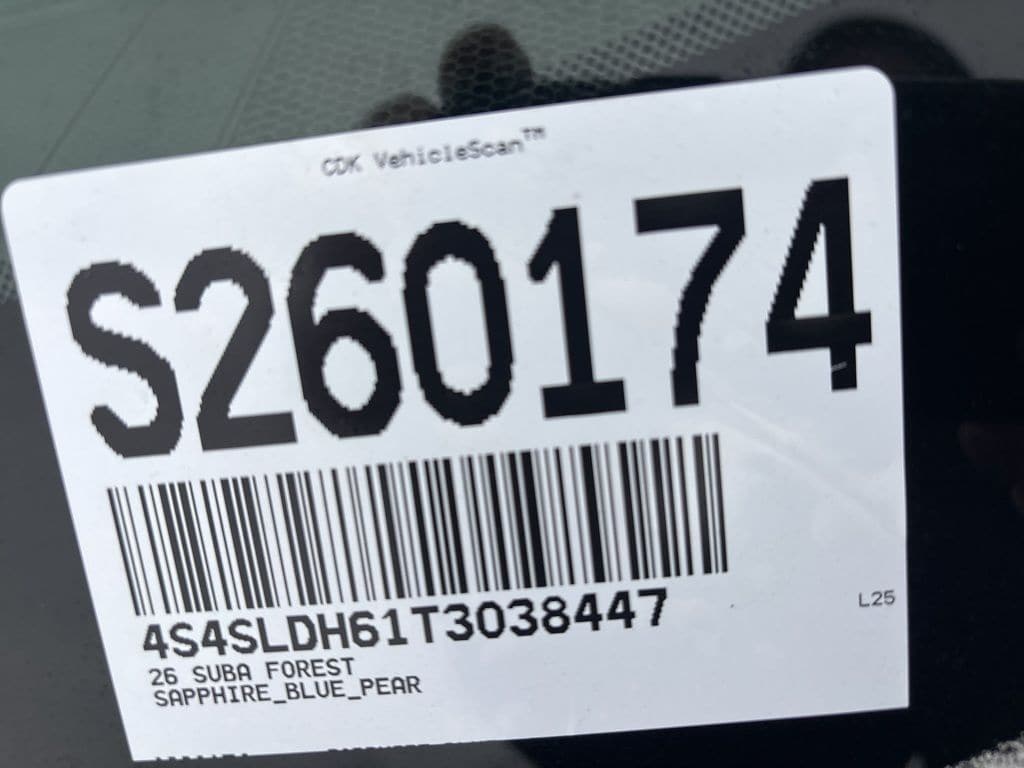 CDK VehicleScan™
S260174
4S4SLDH61T3038447
L25
26 SUBA FOREST
SAPPHIRE_BLUE_PEAR